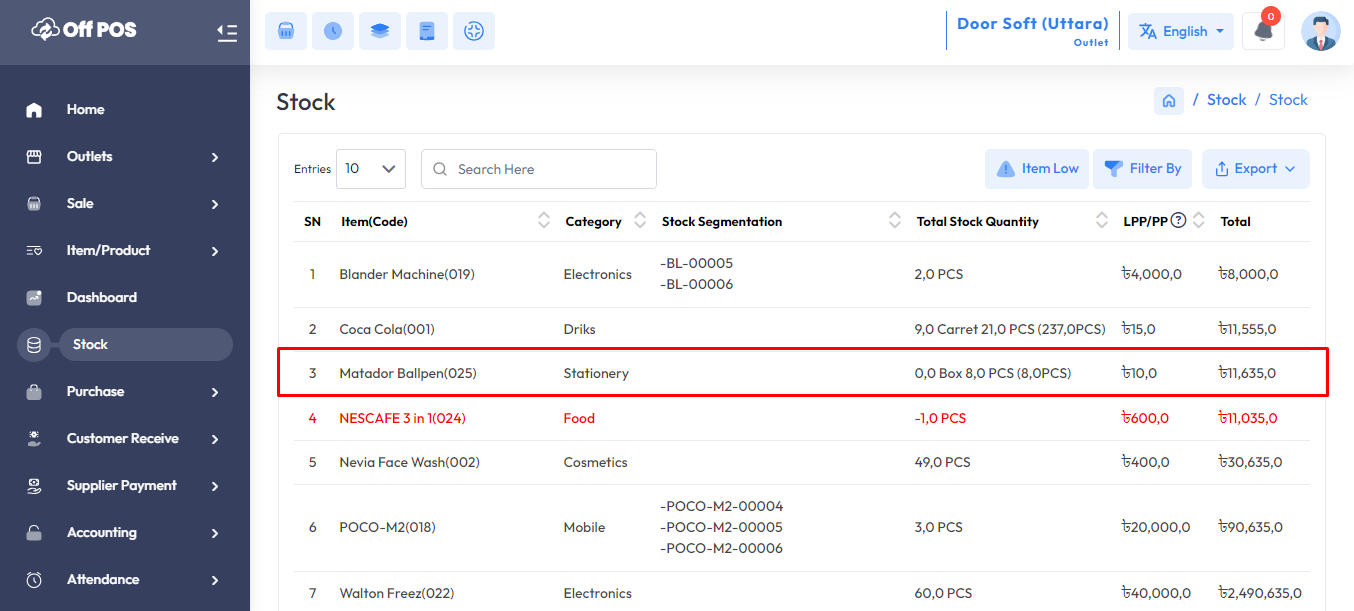 Off POS
Door Soft (Uttara)
Outlet
English
0
Home
Outlets
Sale
Item/Product
Dashboard
Stock
Purchase
Customer Receive
Supplier Payment
Accounting
Attendance
Stock
/ Stock / Stock
Entries 10 Search Here Item Low Filter By Export
SN Item(Code) Category Stock Segmentation Total Stock Quantity LPP/PP ? Total
1 Blander Machine(019) Electronics -BL-00005 2,0 PCS ৳4,000,0 ৳8,000,0
-BL-00006
2 Coca Cola(001) Driks 9,0 Carret 21,0 PCS (237,0PCS) ৳15,0 ৳11,555,0
3 Matador Ballpen(025) Stationery 0,0 Box 8,0 PCS (8,0PCS) ৳10,0 ৳11,635,0
4 NESCAFE 3 in 1(024) Food -1,0 PCS ৳600,0 ৳11,035,0
5 Nevia Face Wash(002) Cosmetics 49,0 PCS ৳400,0 ৳30,635,0
-POCO-M2-00004
6 POCO-M2(018) Mobile -POCO-M2-00005 3,0 PCS ৳20,000,0 ৳90,635,0
-POCO-M2-00006
7 Walton Freez(022) Electronics 60,0 PCS ৳40,000,0 ৳2,490,635,0